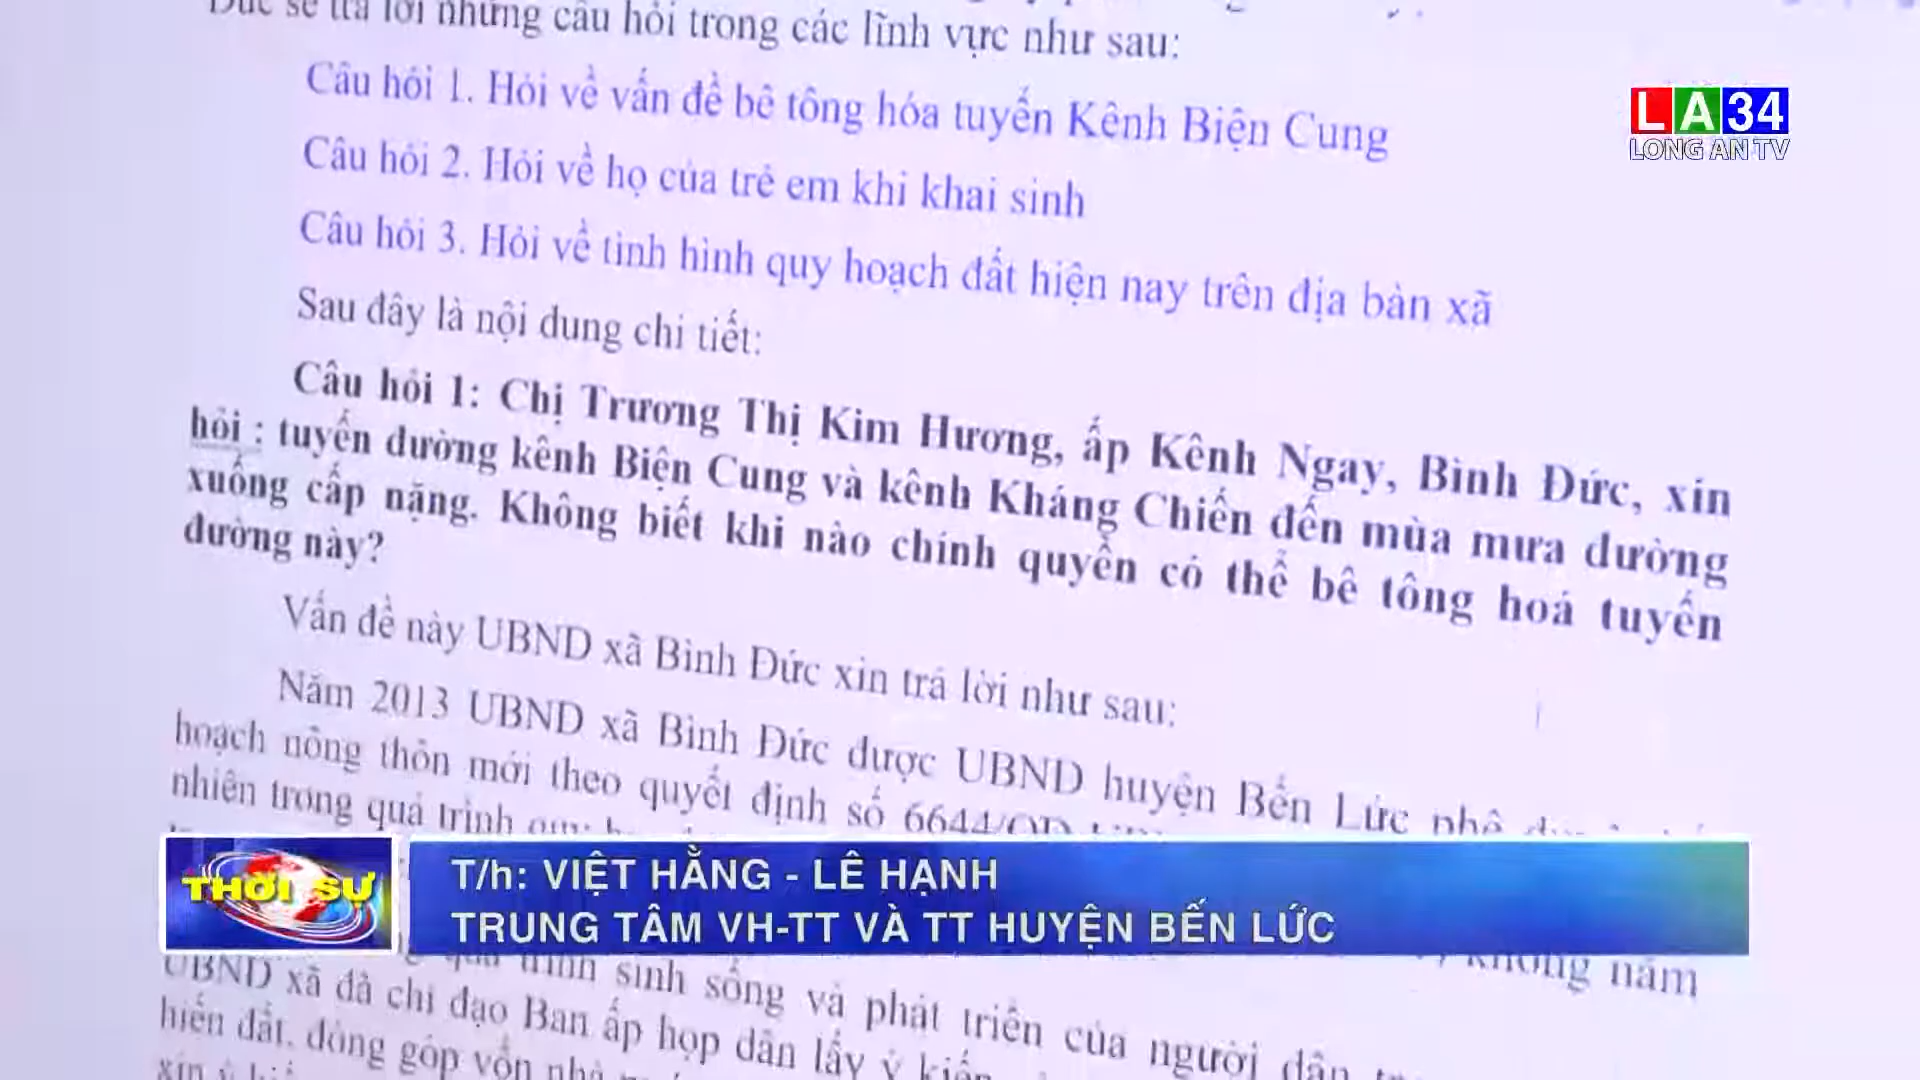 Đức sẽ trả lời những câu hỏi trong các lĩnh vực như sau:
Câu hỏi 1. Hỏi về vấn đề bê tông hóa tuyến Kênh Biện Cung
Câu hỏi 2. Hỏi về họ của trẻ em khi khai sinh
Câu hỏi 3. Hỏi về tình hình quy hoạch đất hiện nay trên địa bàn xã
Sau đây là nội dung chi tiết:
Câu hỏi 1: Chị Trương Thị Kim Hương, ấp Kênh Ngay, Bình Đức, xin
hỏi : tuyến đường kênh Biện Cung và kênh Kháng Chiến đến mùa mưa đường
xuống cấp nặng. Không biết khi nào chính quyền có thể bê tông hoá tuyến
đường này?
Vấn đề này UBND xã Bình Đức xin trả lời như sau:
Năm 2013 UBND xã Bình Đức được UBND huyện Bến Lức phê
hoạch nông thôn mới theo quyết định số 6644/QĐ
nhiên trong quá trình quy
LA34
LONG AN TV
THỜI SỰ
T/h: VIỆT HẰNG - LÊ HẠNH
TRUNG TÂM VH-TT VÀ TT HUYỆN BẾN LỨC
quá trình sinh sống và phát triển của người dân
không năm
UBND xã đã chỉ đạo Ban ấp họp dân lấy ý kiến
hiến đất, đóng góp vốn nhà
xin ý